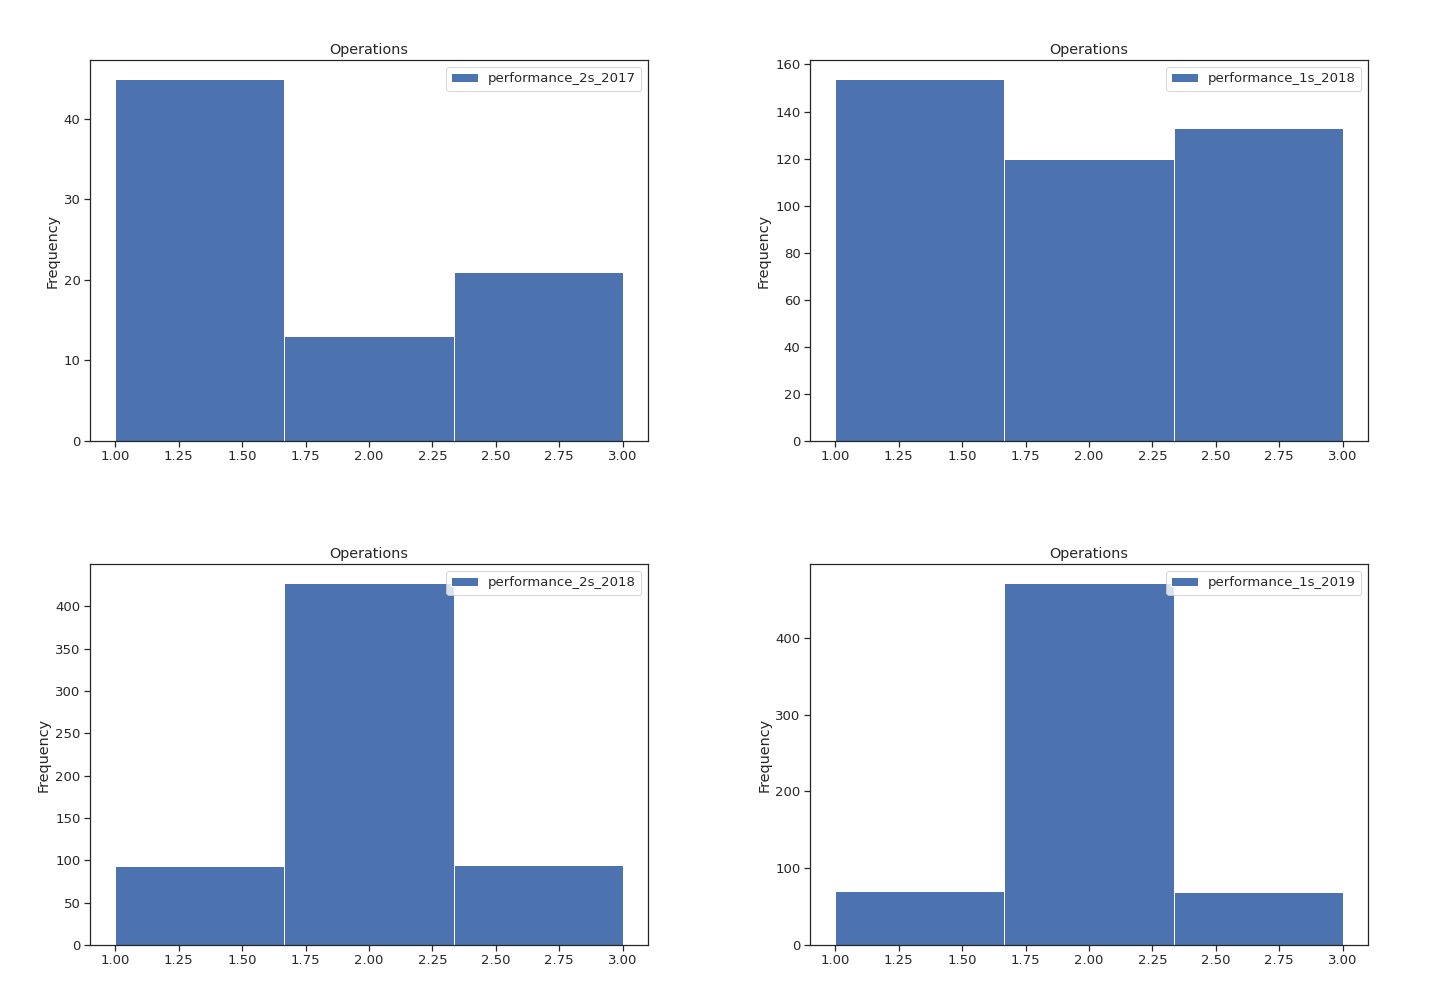 Operations
performance_2s_2017
Frequency
40
30
20
10
0
1.00 1.25 1.50 1.75 2.00 2.25 2.50 2.75 3.00
Operations
performance_1s_2018
Frequency
160
140
120
100
80
60
40
20
0
1.00 1.25 1.50 1.75 2.00 2.25 2.50 2.75 3.00
Operations
performance_2s_2018
Frequency
400
350
300
250
200
150
100
50
0
1.00 1.25 1.50 1.75 2.00 2.25 2.50 2.75 3.00
Operations
performance_1s_2019
Frequency
400
300
200
100
0
1.00 1.25 1.50 1.75 2.00 2.25 2.50 2.75 3.00